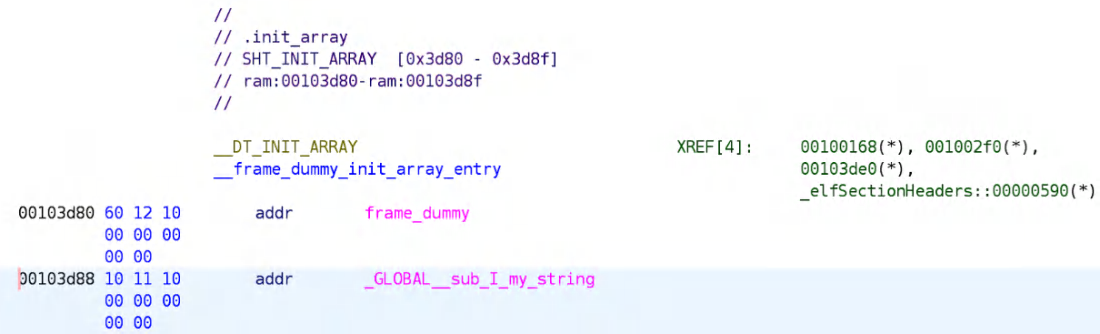 //
// .init_array
// SHT_INIT_ARRAY [0x3d80 - 0x3d8f]
// ram:00103d80-ram:00103d8f
//
__DT_INIT_ARRAY XREF[4]: 00100168(*), 001002f0(*),
__frame_dummy_init_array_entry 00103de0(*),
_elfSectionHeaders::00000590(*)
00103d80 60 12 10 addr frame_dummy
00 00 00
00 00
00103d88 10 11 10 addr _GLOBAL__sub_I_my_string
00 00 00
00 00